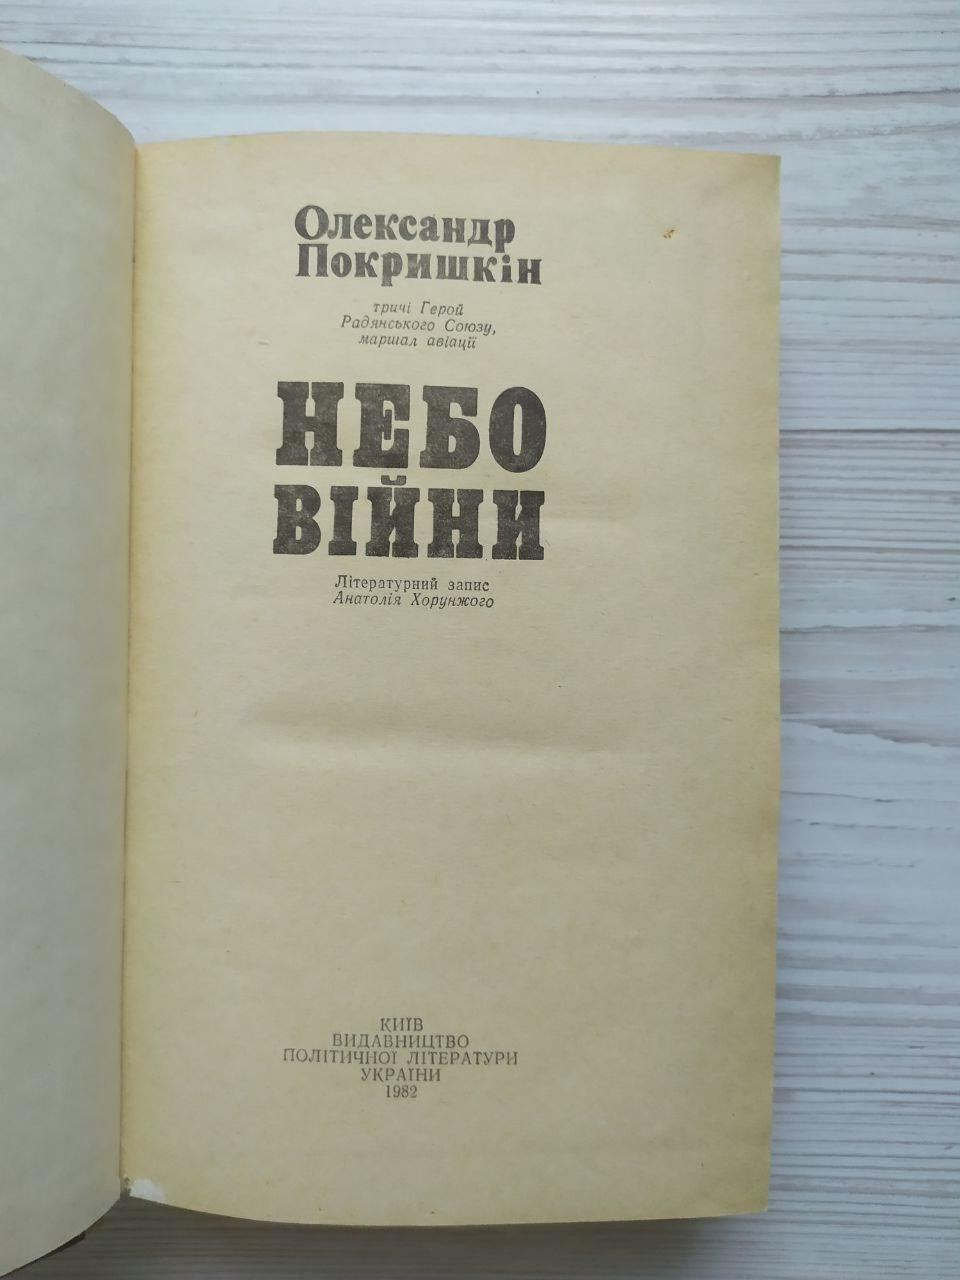 Олександр
Покришкін
тричі Герой
Радянського Союзу,
маршал авіації
НЕБО
ВІЙНИ
Літературний запис
Анатолія Хорунжого
КИЇВ
ВИДАВНИЦТВО
ПОЛІТИЧНОЇ ЛІТЕРАТУРИ
УКРАЇНИ
1982